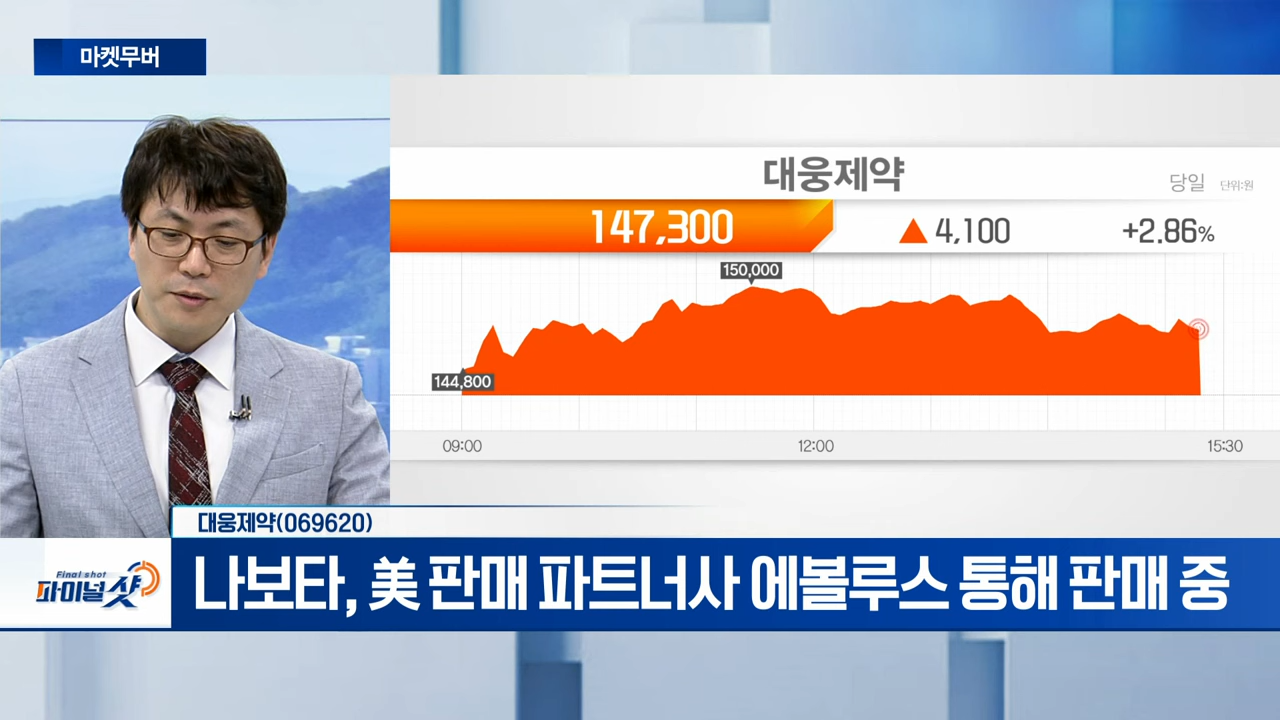 마켓무버
대웅제약
당일 단위:원
147,300 ▲ 4,100 +2.86%
150,000
144,800
09:00 12:00 15:30
대웅제약(069620)
Final shot
파이널샷
나보타, 美 판매 파트너사 에볼루스 통해 판매 중